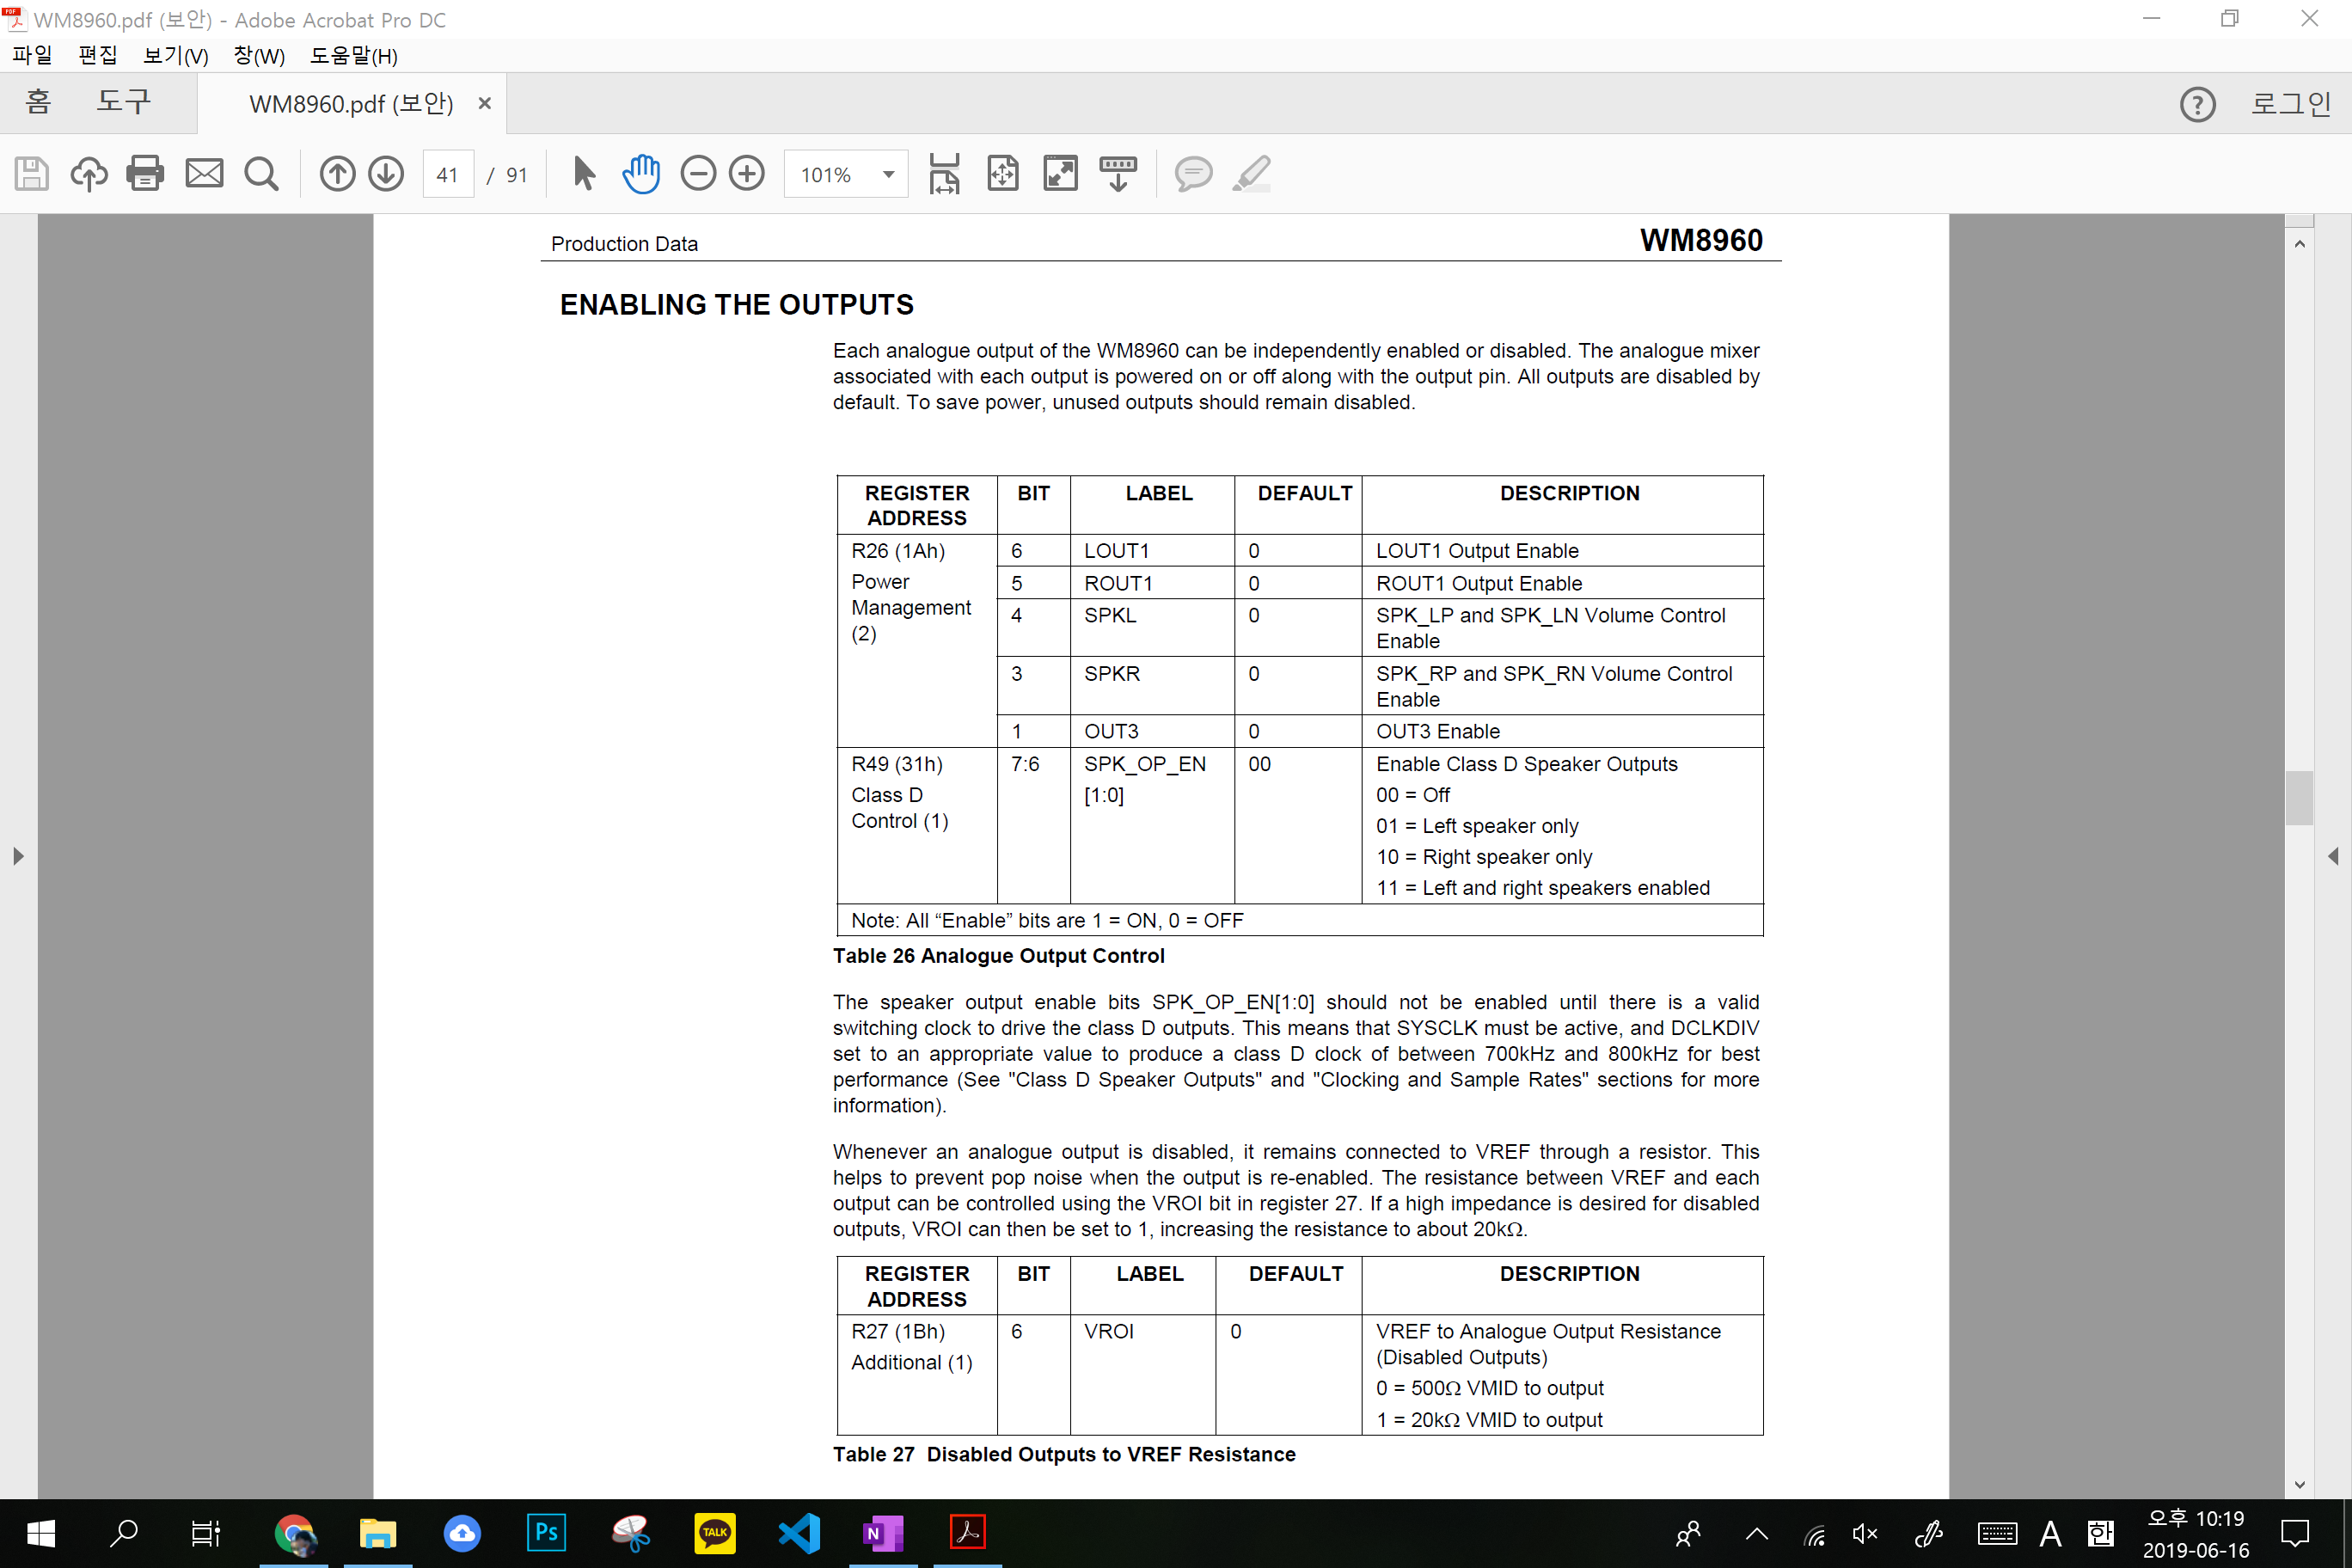 WM8960.pdf (보안) - Adobe Acrobat Pro DC
파일 편집 보기(V) 창(W) 도움말(H)
홈 도구 WM8960.pdf (보안) × ? 로그인
41 / 91 101%
Production Data WM8960
ENABLING THE OUTPUTS
Each analogue output of the WM8960 can be independently enabled or disabled. The analogue mixer
associated with each output is powered on or off along with the output pin. All outputs are disabled by
default. To save power, unused outputs should remain disabled.
REGISTER ADDRESS BIT LABEL DEFAULT DESCRIPTION
R26 (1Ah) 6 LOUT1 0 LOUT1 Output Enable
Power 5 ROUT1 0 ROUT1 Output Enable
Management 4 SPKL 0 SPK_LP and SPK_LN Volume Control
(2) Enable
3 SPKR 0 SPK_RP and SPK_RN Volume Control
Enable
1 OUT3 0 OUT3 Enable
R49 (31h) 7:6 SPK_OP_EN 00 Enable Class D Speaker Outputs
Class D [1:0] 00 = Off
Control (1) 01 = Left speaker only
10 = Right speaker only
11 = Left and right speakers enabled
Note: All “Enable” bits are 1 = ON, 0 = OFF
Table 26 Analogue Output Control
The speaker output enable bits SPK_OP_EN[1:0] should not be enabled until there is a valid
switching clock to drive the class D outputs. This means that SYSCLK must be active, and DCLKDIV
set to an appropriate value to produce a class D clock of between 700kHz and 800kHz for best
performance (See "Class D Speaker Outputs" and "Clocking and Sample Rates" sections for more
information).
Whenever an analogue output is disabled, it remains connected to VREF through a resistor. This
helps to prevent pop noise when the output is re-enabled. The resistance between VREF and each
output can be controlled using the VROI bit in register 27. If a high impedance is desired for disabled
outputs, VROI can then be set to 1, increasing the resistance to about 20kΩ.
REGISTER ADDRESS BIT LABEL DEFAULT DESCRIPTION
R27 (1Bh) 6 VROI 0 VREF to Analogue Output Resistance
Additional (1) (Disabled Outputs)
0 = 500Ω VMID to output
1 = 20kΩ VMID to output
Table 27 Disabled Outputs to VREF Resistance
Ps TALK N A 한 오후 10:19
2019-06-16